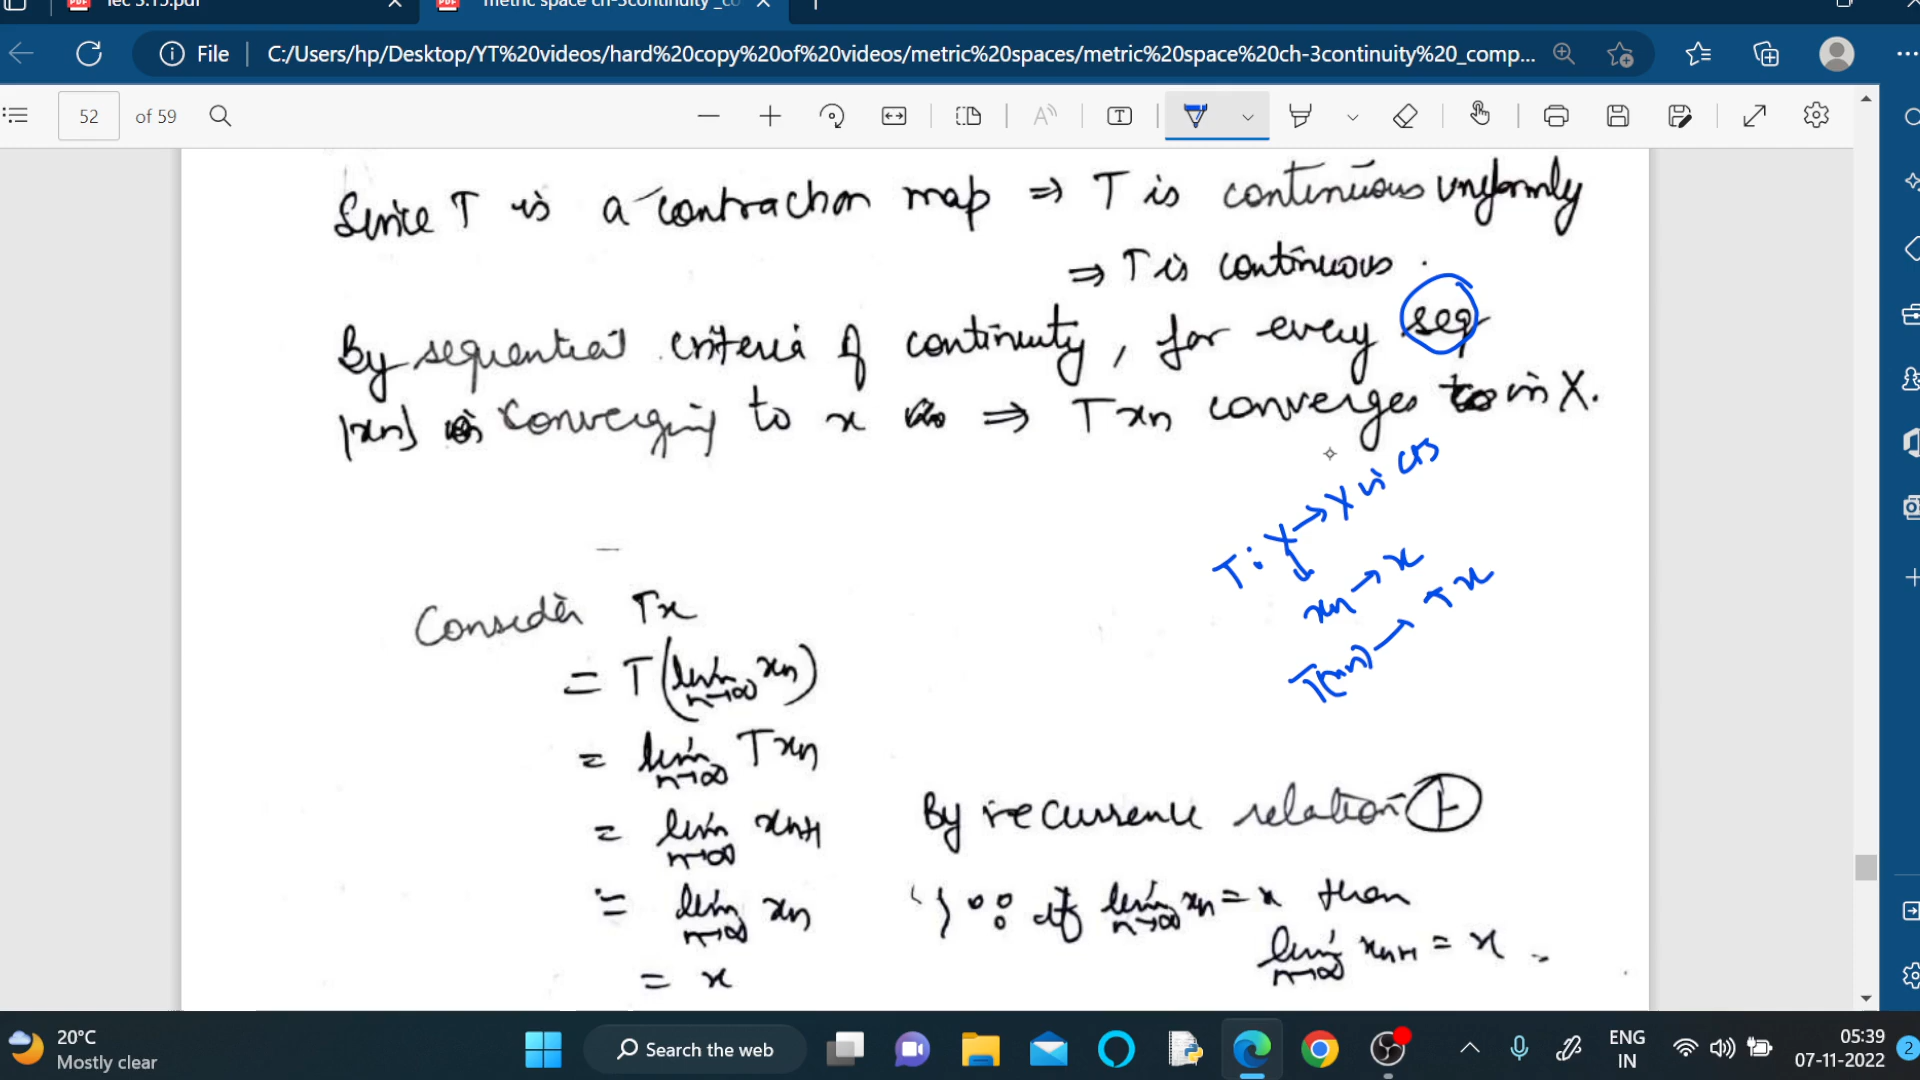 lec 3.15.pdf
metric space ch-3continuity _co
File
C:/Users/hp/Desktop/YT%20videos/hard%20copy%20of%20videos/metric%20spaces/metric%20space%20ch-3continuity%20_comp...
52 of 59
Since T is a contraction map ⇒ T is continuous uniformly
⇒ T is continuous.
By sequential criteria of continuity, for every seq
{xn} converging to x ⇒ Txn converges to in X.
T: X → X is cts
xn → x
T(xn) → Tx
Consider Tx
= T(lim n→∞ xn)
= lim n→∞ Txn
= lim n→∞ xn+1 By recurrence relation ①
= lim n→∞ xn } ∵ if lim n→∞ xn = x then
lim n→∞ xn+1 = x
= x
20°C
Mostly clear
Search the web
ENG
IN
05:39
07-11-2022
2